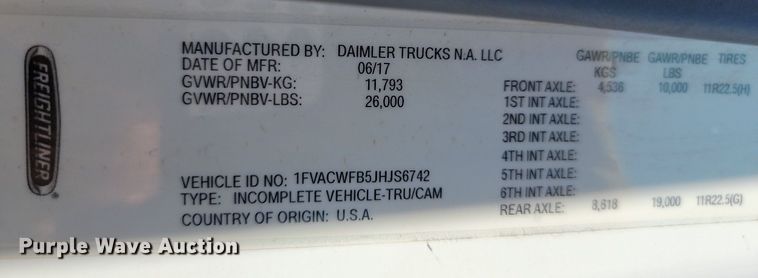 FREIGHTLINER
MANUFACTURED BY: DAIMLER TRUCKS N.A. LLC
DATE OF MFR: 06/17
GVWR/PNBV-KG: 11,793
GVWR/PNBV-LBS: 26,000
VEHICLE ID NO: 1FVACWFB5JHJS6742
TYPE: INCOMPLETE VEHICLE-TRU/CAM
COUNTRY OF ORIGIN: U.S.A.
GAWR/PNBE GAWR/PNBE TIRES
KGS LBS
FRONT AXLE: 4,536 10,000 11R22.5(H)
1ST INT AXLE:
2ND INT AXLE:
3RD INT AXLE:
4TH INT AXLE:
5TH INT AXLE:
6TH INT AXLE:
REAR AXLE: 8,618 19,000 11R22.5(G)
Purple Wave Auction